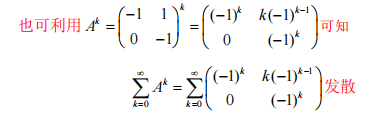 也可利用 $A^k = \begin{pmatrix} -1 & 1 \\ 0 & -1 \end{pmatrix}^k = \begin{pmatrix} (-1)^k & k(-1)^{k-1} \\ 0 & (-1)^k \end{pmatrix}$ 可知
$\sum_{k=0}^{\infty} A^k = \sum_{k=0}^{\infty} \begin{pmatrix} (-1)^k & k(-1)^{k-1} \\ 0 & (-1)^k \end{pmatrix}$ 发散